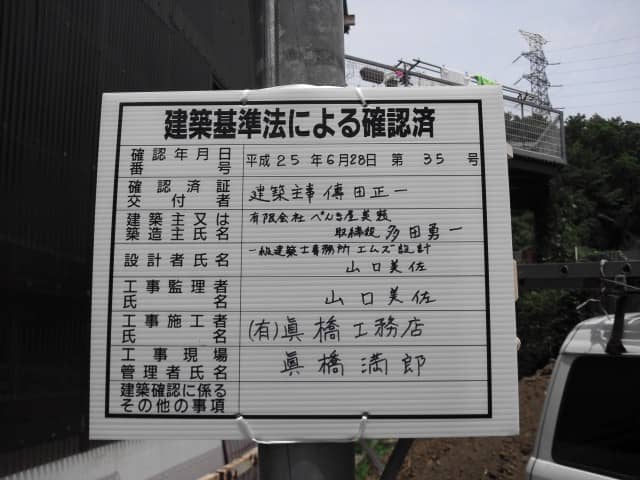 建築基準法による確認済
確認年月日
番号
平成25年6月28日 第35号
確認済証
交付者
建築主事 傳田正一
建築主又は
築造主氏名
有限会社 べんき屋美銭
取締役 多田勇一
設計者氏名
一級建築士事務所 エムズ設計
山口美佐
工事監理者
氏名
山口美佐
工事施工者
氏名
(有)眞橋工務店
工事現場
管理者氏名
眞橋満郎
建築確認に係る
その他の事項